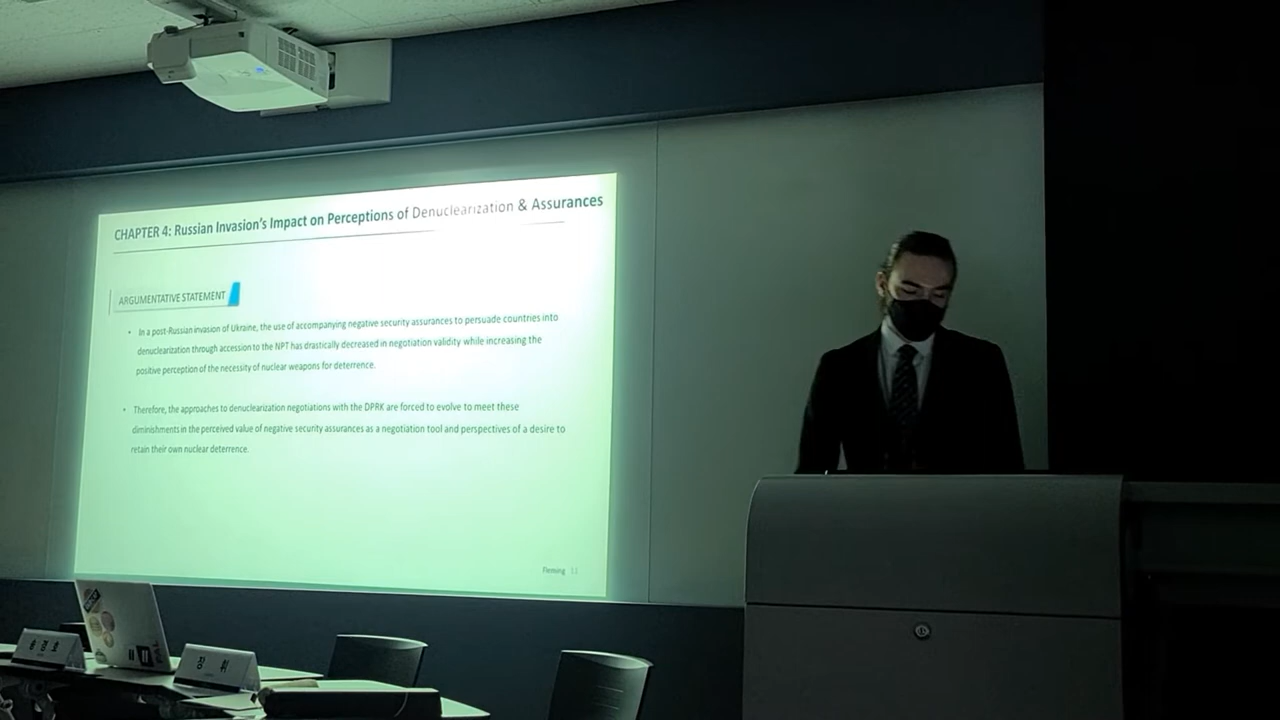 CHAPTER 4: Russian Invasion's Impact on Perceptions of Denuclearization & Assurances
ARGUMENTATIVE STATEMENT
• In a post-Russian invasion of Ukraine, the use of accompanying negative security assurances to persuade countries into
denuclearization through accession to the NPT has drastically decreased in negotiation validity while increasing the
positive perception of the necessity of nuclear weapons for deterrence.
• Therefore, the approaches to denuclearization negotiations with the DPRK are forced to evolve to meet these
diminishments in the perceived value of negative security assurances as a negotiation tool and perspectives of a desire to
retain their own nuclear deterrence.
Fleming 11